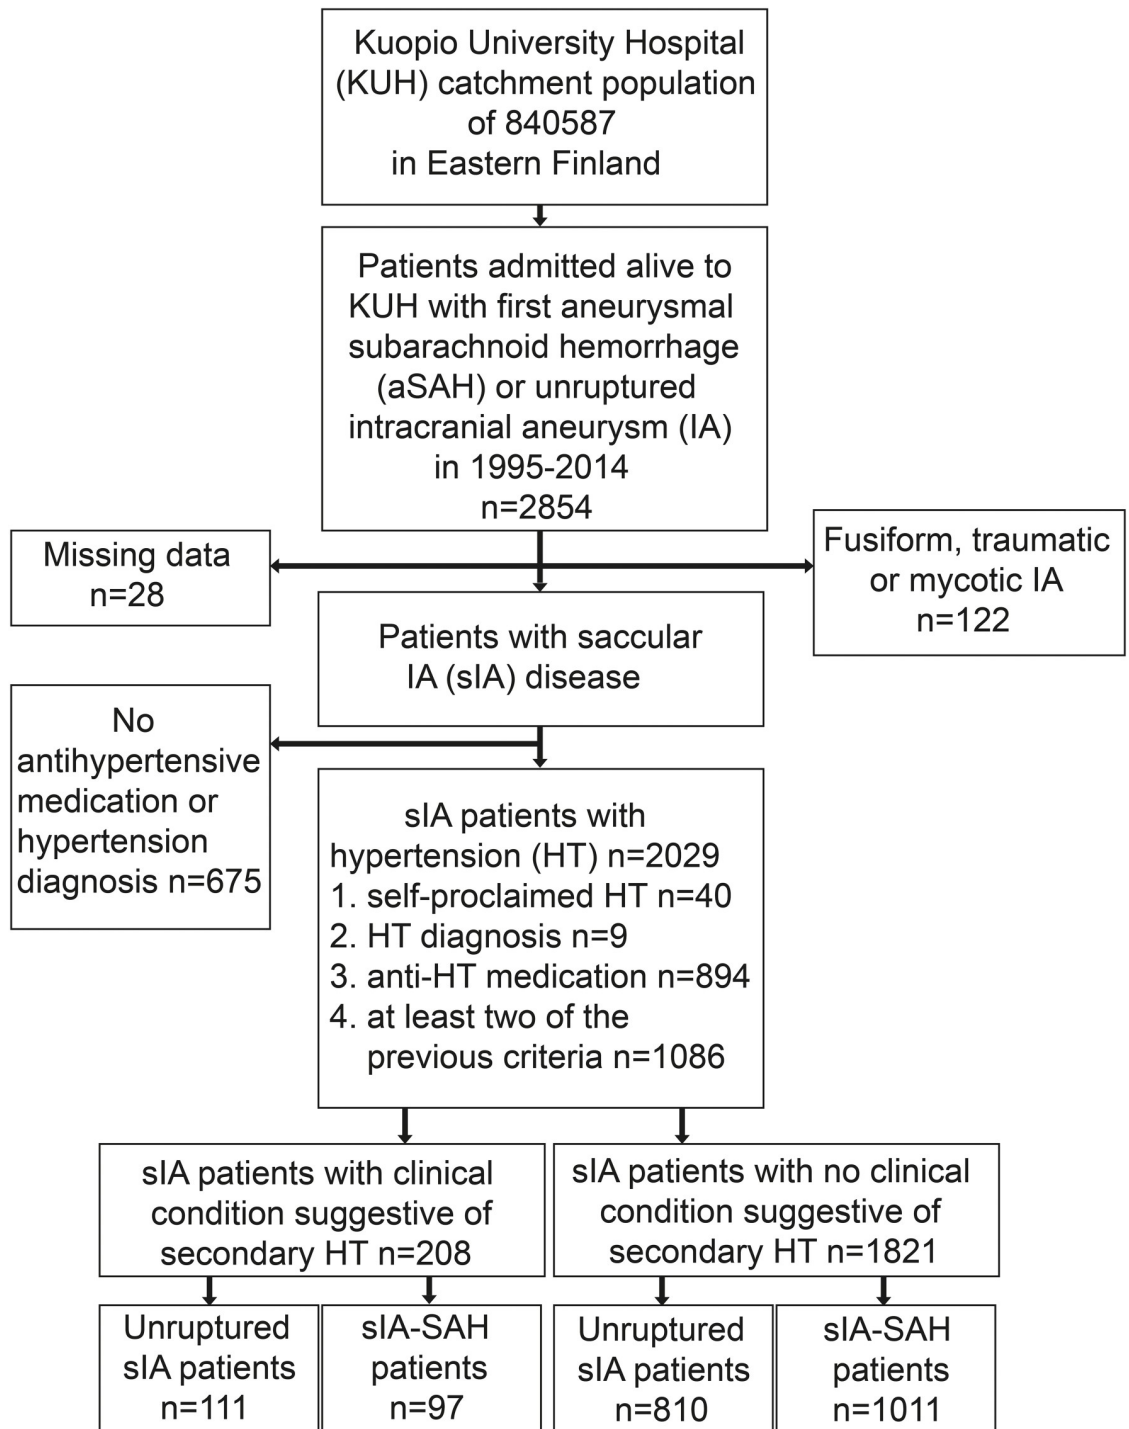 Kuopio University Hospital
(KUH) catchment population
of 840587
in Eastern Finland
Patients admitted alive to
KUH with first aneurysmal
subarachnoid hemorrhage
(aSAH) or unruptured
intracranial aneurysm (IA)
in 1995-2014
n=2854
Missing data
n=28
Fusiform, traumatic
or mycotic IA
n=122
Patients with saccular
IA (sIA) disease
No
antihypertensive
medication or
hypertension
diagnosis n=675
sIA patients with
hypertension (HT) n=2029
1. self-proclaimed HT n=40
2. HT diagnosis n=9
3. anti-HT medication n=894
4. at least two of the
previous criteria n=1086
sIA patients with clinical
condition suggestive of
secondary HT n=208
sIA patients with no clinical
condition suggestive of
secondary HT n=1821
Unruptured
sIA patients
n=111
sIA-SAH
patients
n=97
Unruptured
sIA patients
n=810
sIA-SAH
patients
n=1011